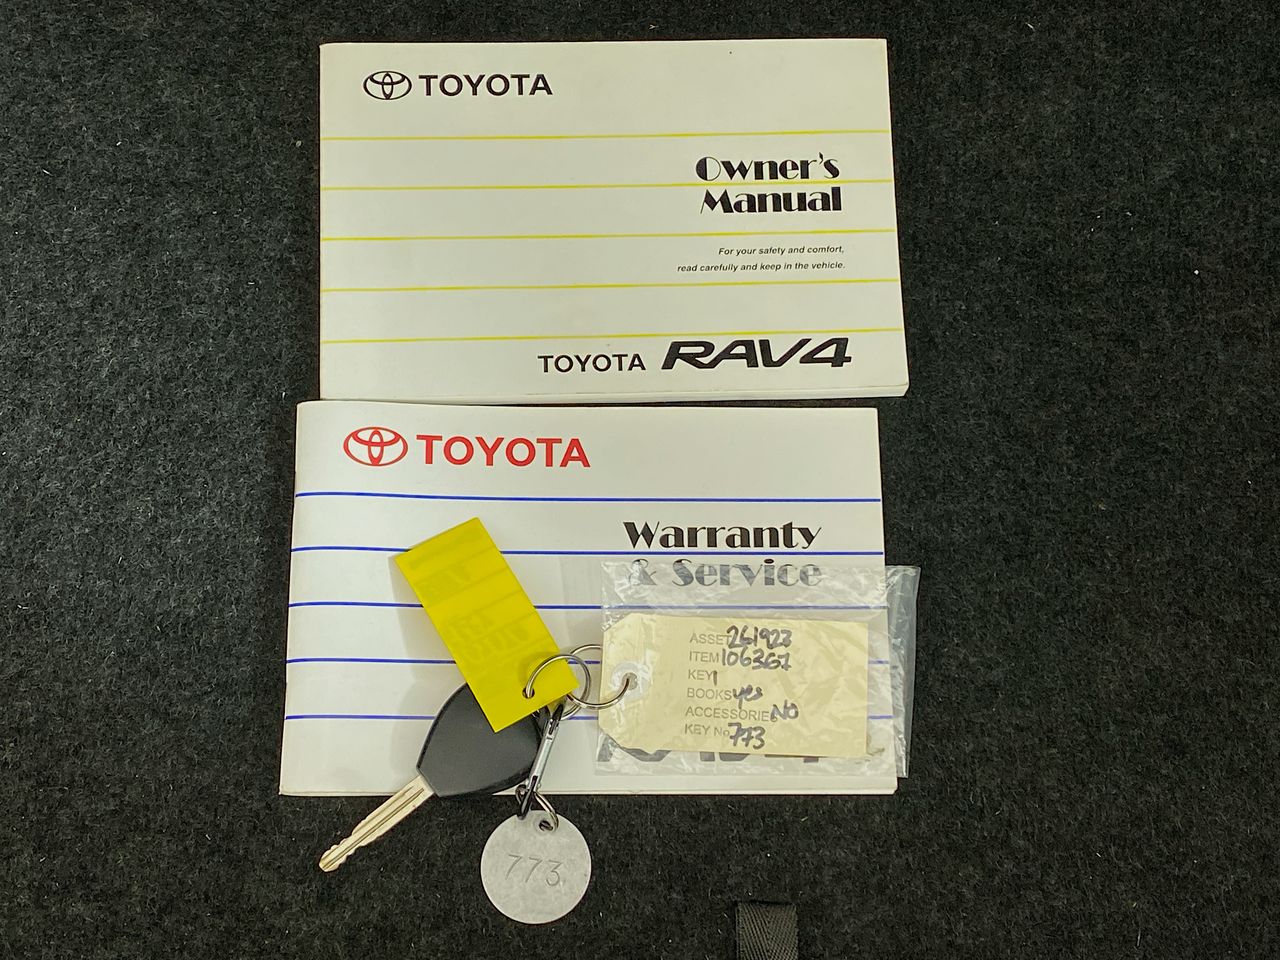 TOYOTA
Owner's
Manual
For your safety and comfort,
read carefully and keep in the vehicle.
TOYOTA RAV4
TOYOTA
Warranty
& Service
ASSET 261923
ITEM 106367
KEY 1
BOOKS yes
ACCESSORIES NO
KEY No 773
RAV4
773